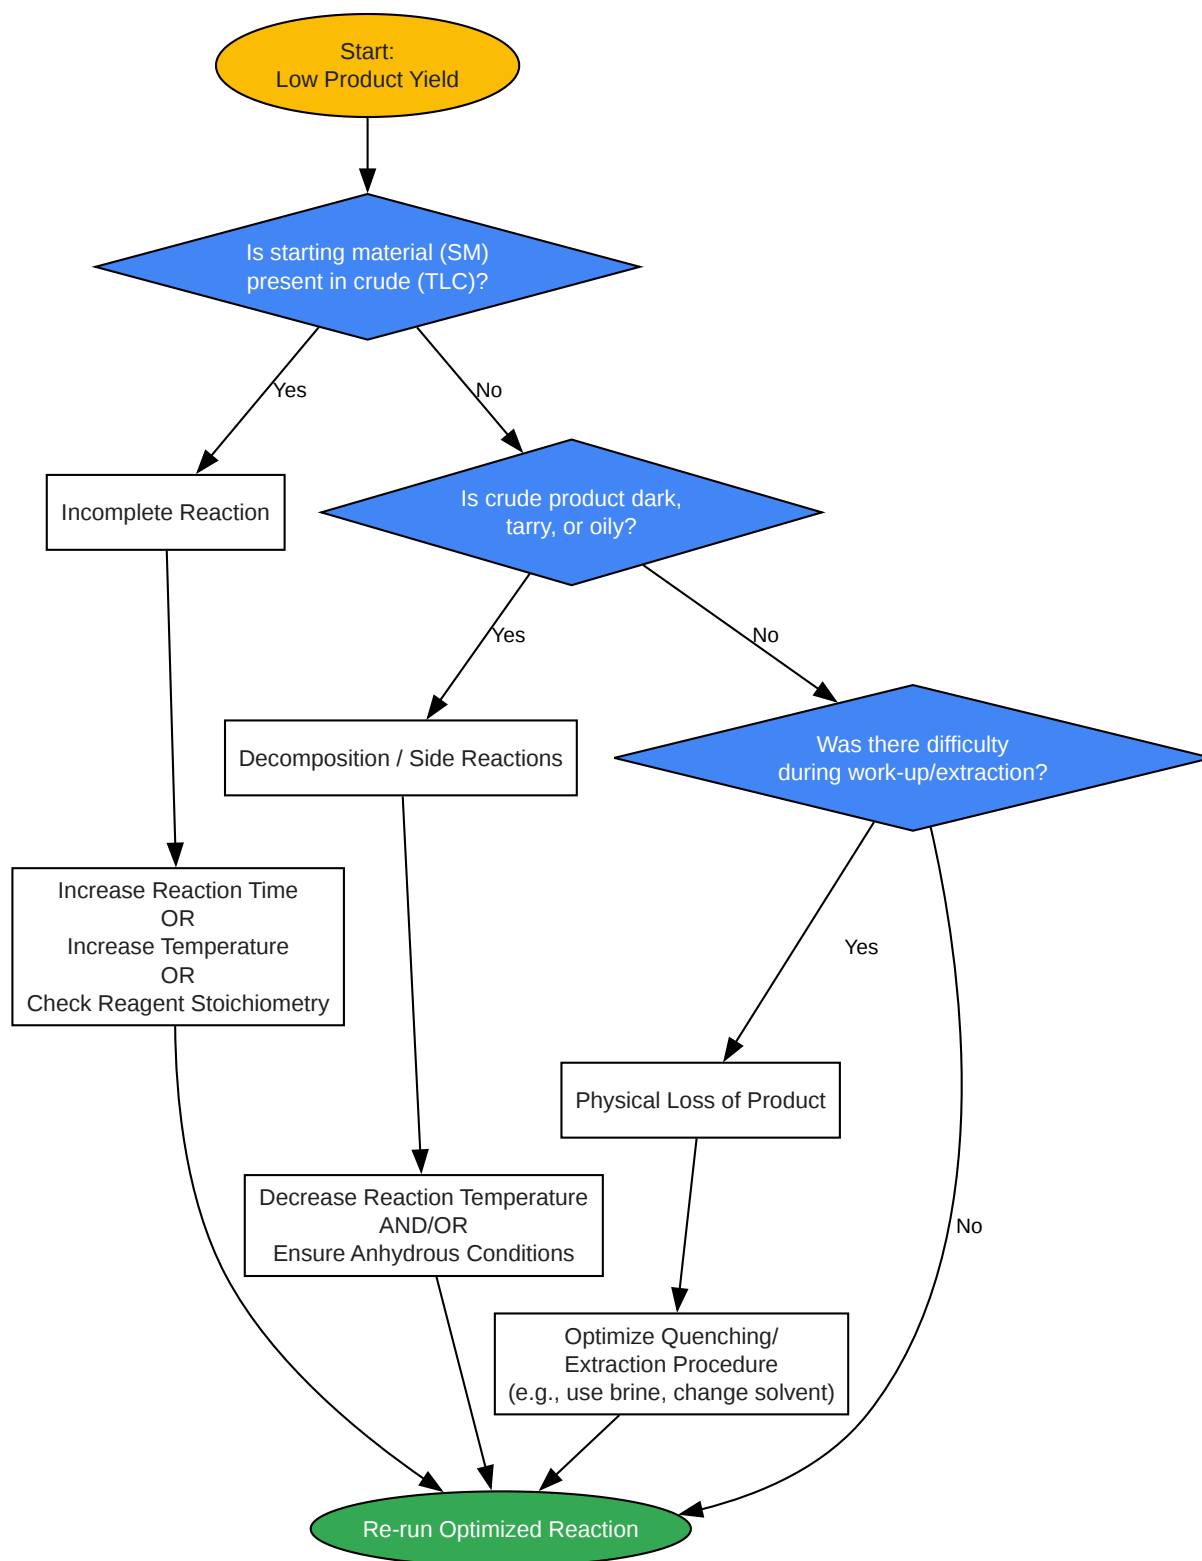 Start:
Low Product Yield
Is starting material (SM)
present in crude (TLC)?
Yes
No
Incomplete Reaction
Is crude product dark,
tarry, or oily?
Yes
No
Decomposition / Side Reactions
Was there difficulty
during work-up/extraction?
Increase Reaction Time
OR
Increase Temperature
OR
Check Reagent Stoichiometry
Yes
Physical Loss of Product
Decrease Reaction Temperature
AND/OR
Ensure Anhydrous Conditions
No
Optimize Quenching/
Extraction Procedure
(e.g., use brine, change solvent)
Re-run Optimized Reaction